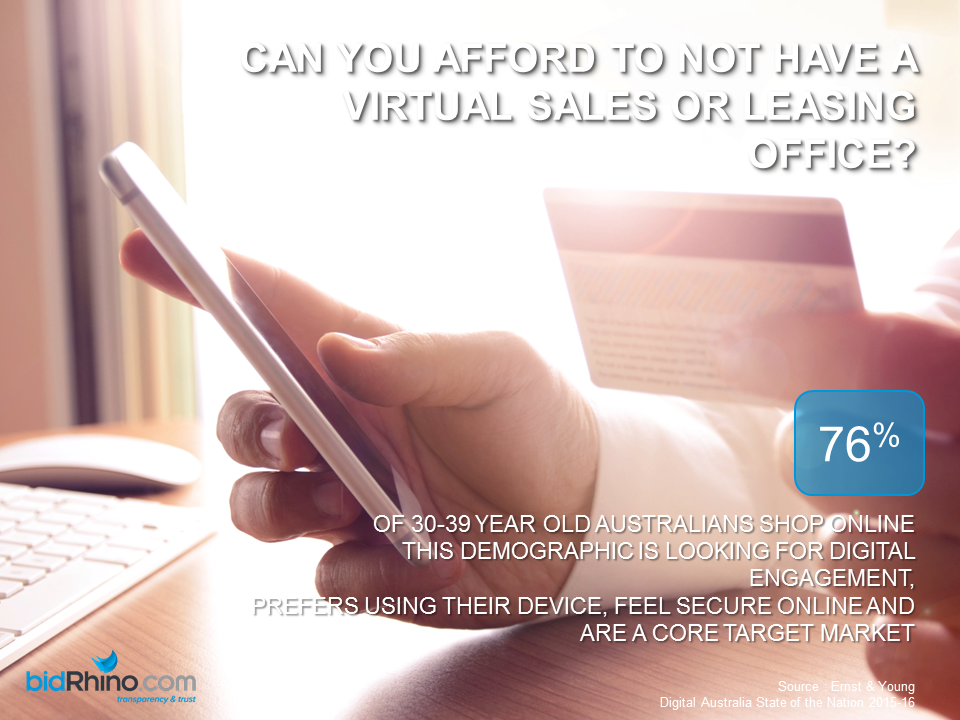 CAN YOU AFFORD TO NOT HAVE A
VIRTUAL SALES OR LEASING
OFFICE?
76%
OF 30-39 YEAR OLD AUSTRALIANS SHOP ONLINE
THIS DEMOGRAPHIC IS LOOKING FOR DIGITAL
ENGAGEMENT,
PREFERS USING THEIR DEVICE, FEEL SECURE ONLINE AND
ARE A CORE TARGET MARKET
bidRhino.com
transparency & trust
Source : Ernst & Young
Digital Australia State of the Nation 2015-16